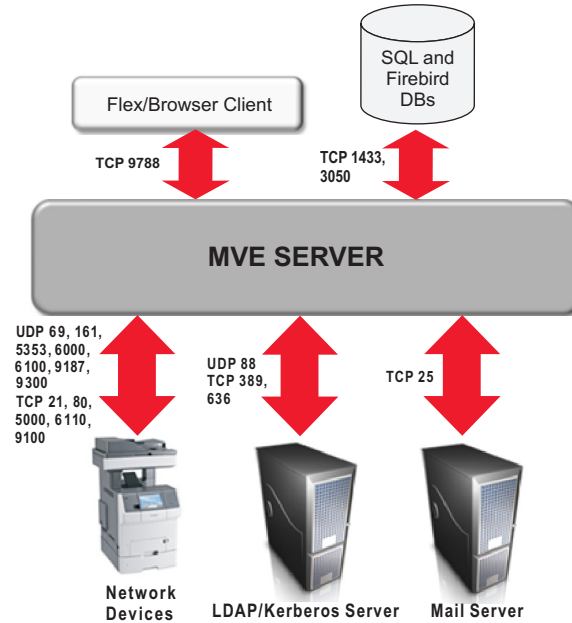 SQL and
Firebird
DBs
Flex/Browser Client
TCP 9788
TCP 1433,
3050
MVE SERVER
UDP 69, 161,
5353, 6000,
6100, 9187,
9300
TCP 21, 80,
5000, 6110,
9100
UDP 88
TCP 389,
636
TCP 25
Network
Devices
LDAP/Kerberos Server
Mail Server